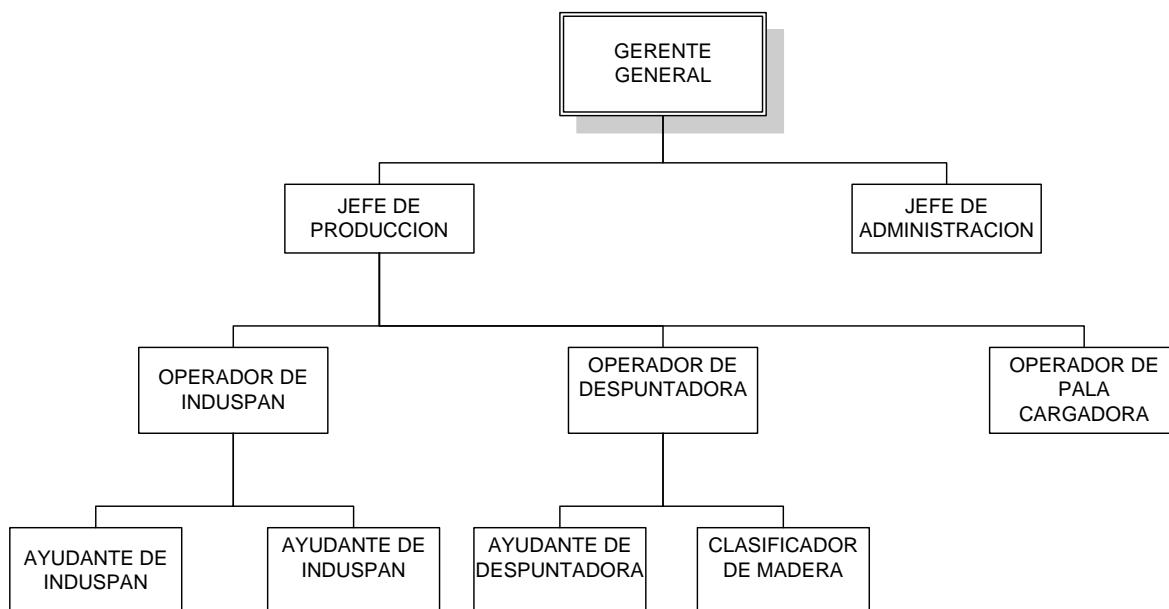 GERENTE
GENERAL
JEFE DE
PRODUCCION
JEFE DE
ADMINISTRACION
OPERADOR DE
INDUSPAN
OPERADOR DE
DESPUNTADORA
OPERADOR DE
PALA
CARGADORA
AYUDANTE DE
INDUSPAN
AYUDANTE DE
INDUSPAN
AYUDANTE DE
DESPUNTADORA
CLASIFICADOR
DE MADERA